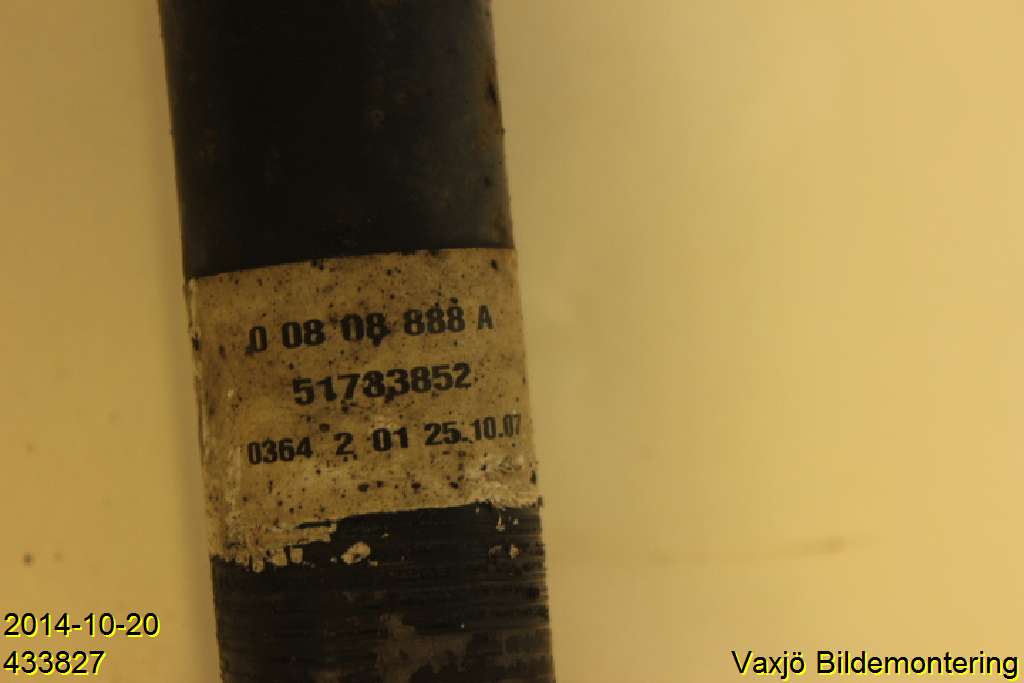 0 08 08 888 A
51783852
0364 2 01 25.10.07
2014-10-20
433827
Vaxjö Bildemontering